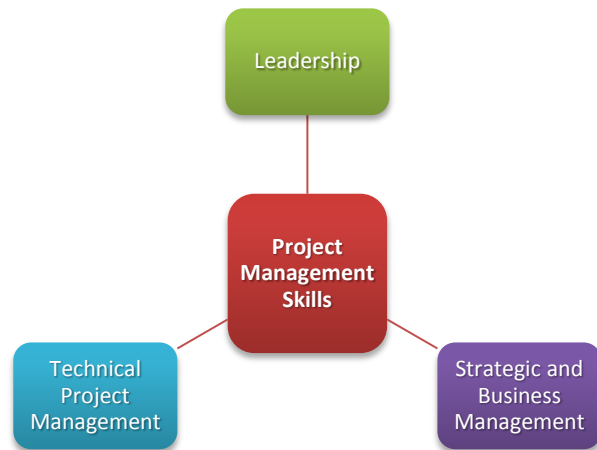 Leadership
Project
Management
Skills
Technical
Project
Management
Strategic and
Business
Management